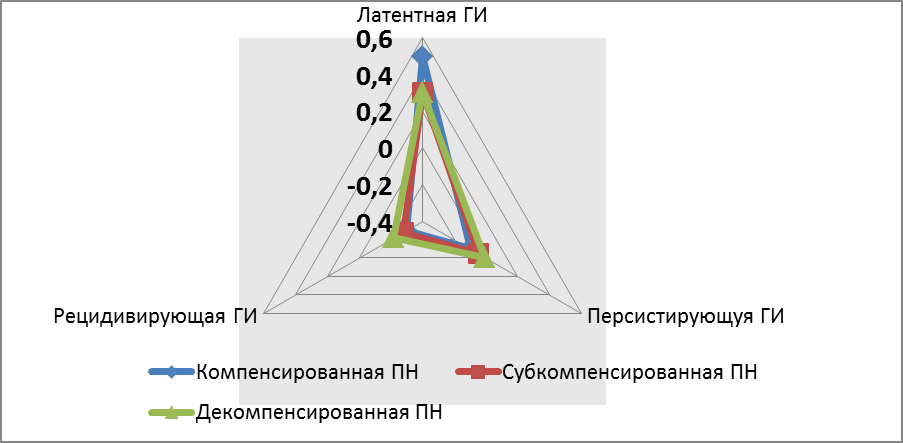 Латентная ГИ
0,6
0,4
0,2
0
-0,2
-0,4
Рецидивирующая ГИ
Персистирующуя ГИ
Компенсированная ПН
Субкомпенсированная ПН
Декомпенсированная ПН